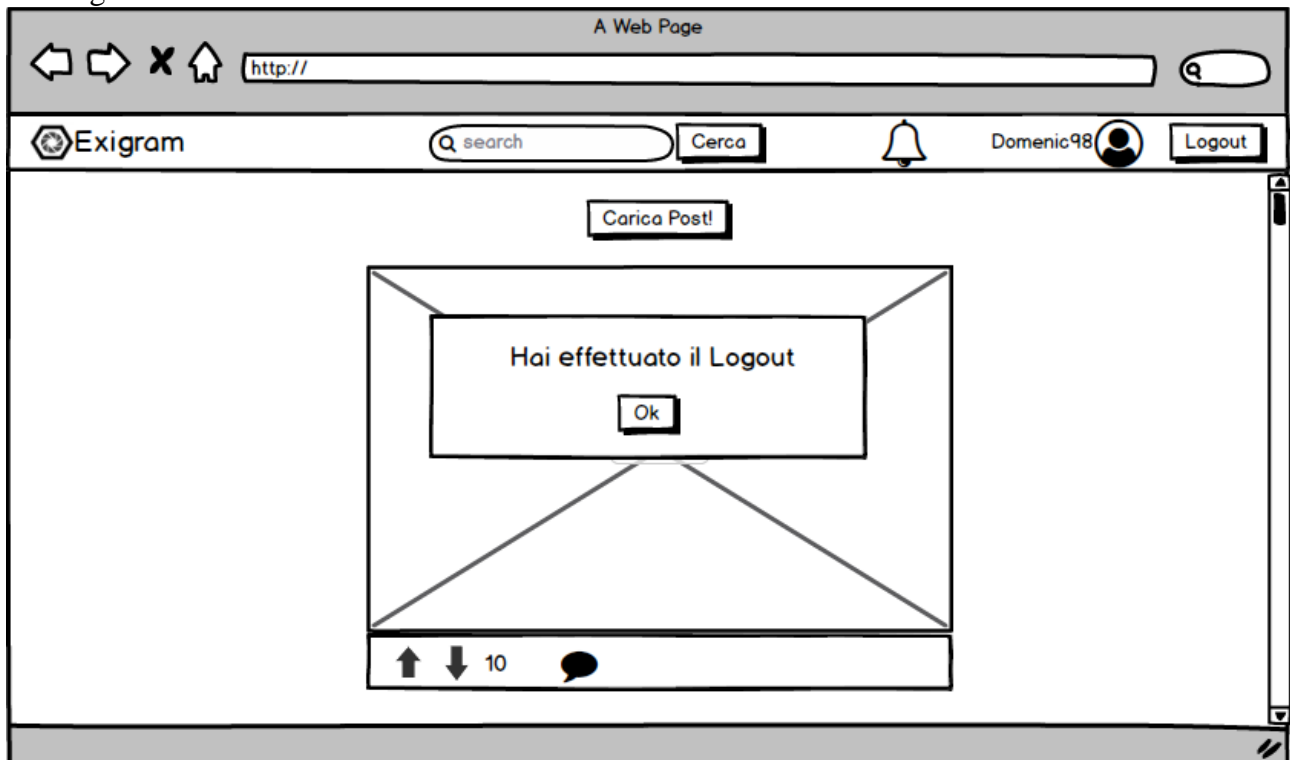 A Web Page
http://
Exigram
search
Cerca
Domenic98
Logout
Carica Post!
Hai effettuato il Logout
Ok
10